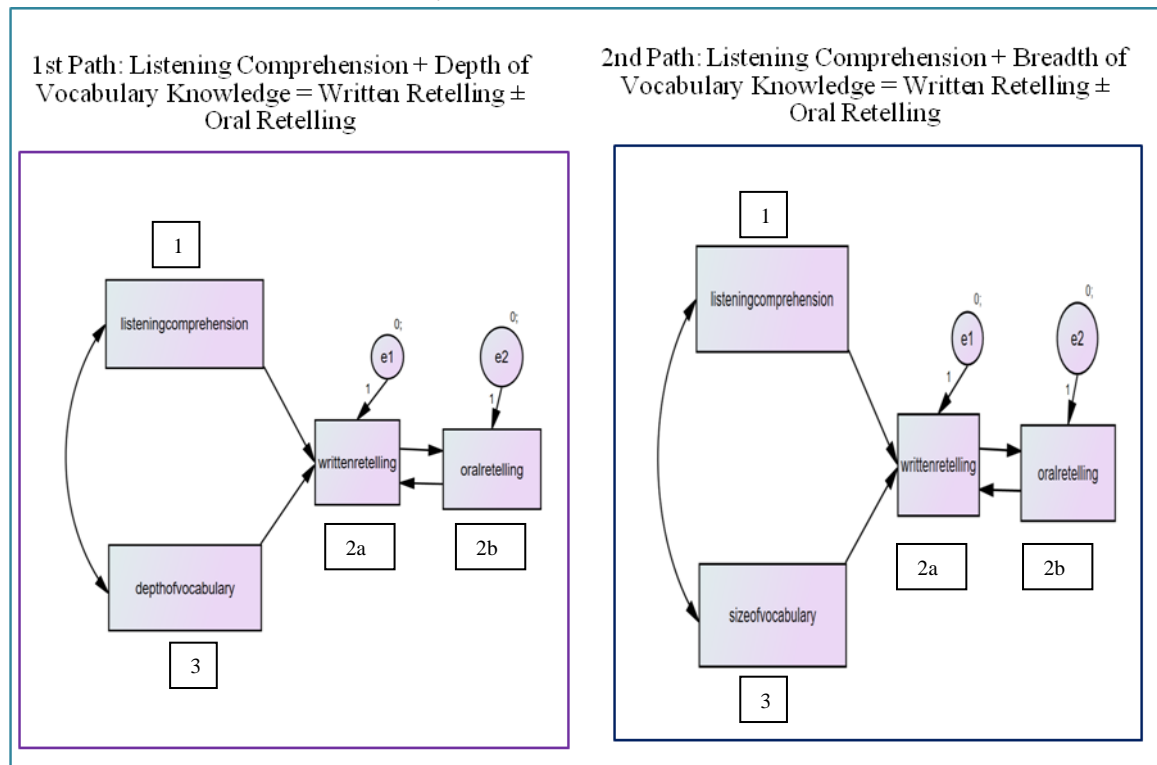 1st Path: Listening Comprehension + Depth of
Vocabulary Knowledge = Written Retelling ±
Oral Retelling
1
listeningcomprehension
0;
e1
1
0;
e2
1
writtenretelling
oralretelling
2a
2b
depthofvocabulary
3
2nd Path: Listening Comprehension + Breadth of
Vocabulary Knowledge = Written Retelling ±
Oral Retelling
1
listeningcomprehension
0;
e1
1
0;
e2
1
writtenretelling
oralretelling
2a
2b
sizeofvocabulary
3